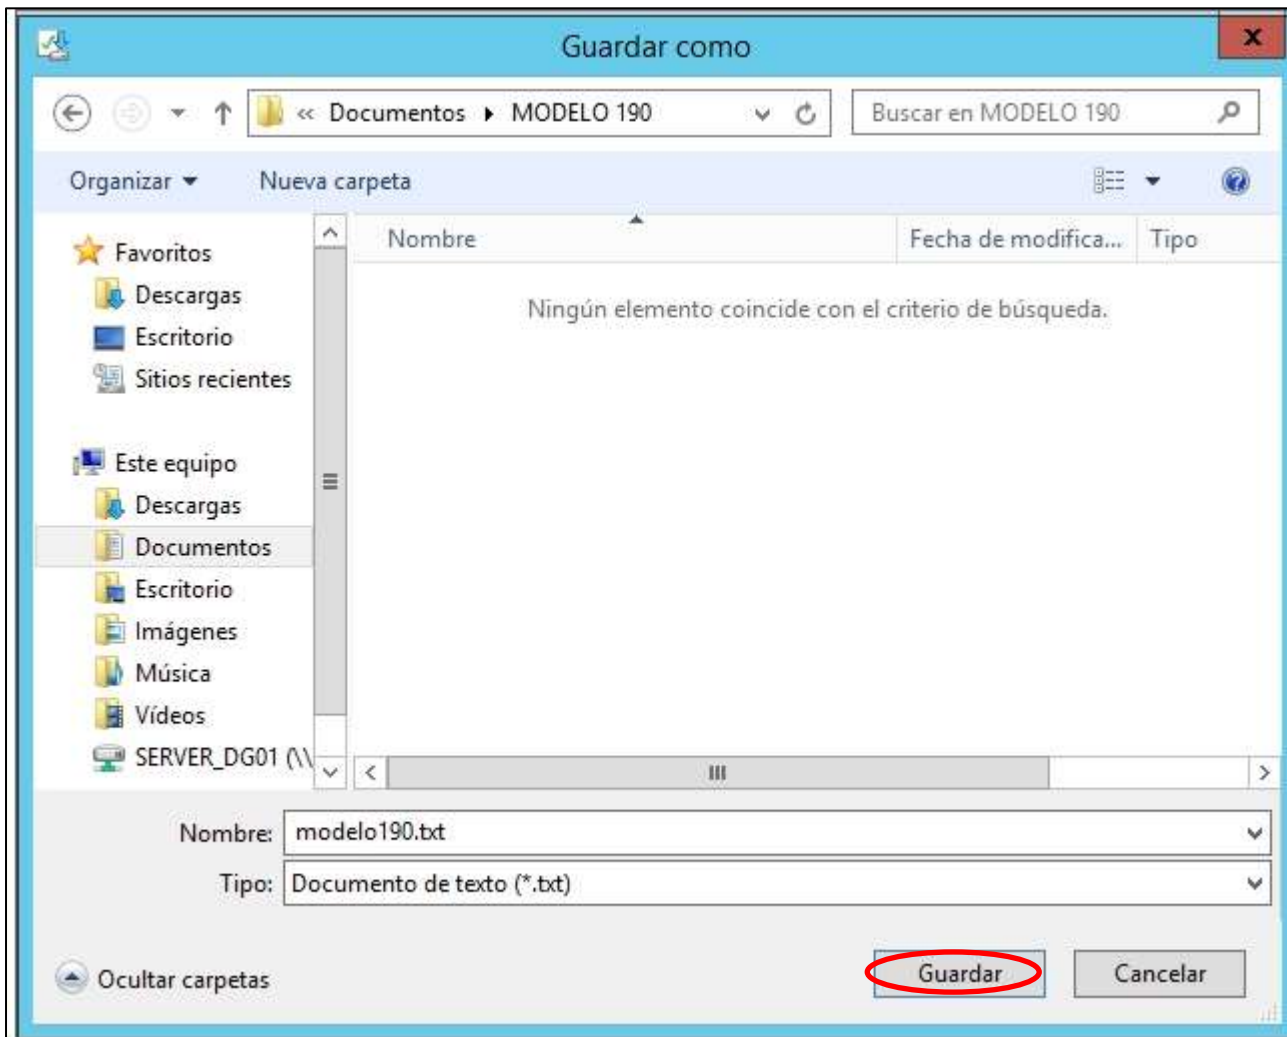 Guardar como
x
« Documentos MODELO 190
Buscar en MODELO 190
Organizar
Nueva carpeta
Nombre
Fecha de modifica...
Tipo
Ningún elemento coincide con el criterio de búsqueda.
Favoritos
Descargas
Escritorio
Sitios recientes
Este equipo
Descargas
Documentos
Escritorio
Imágenes
Música
Vídeos
SERVER_DG01 (\\
Nombre: modelo190.txt
Tipo: Documento de texto (*.txt)
Ocultar carpetas
Guardar
Cancelar